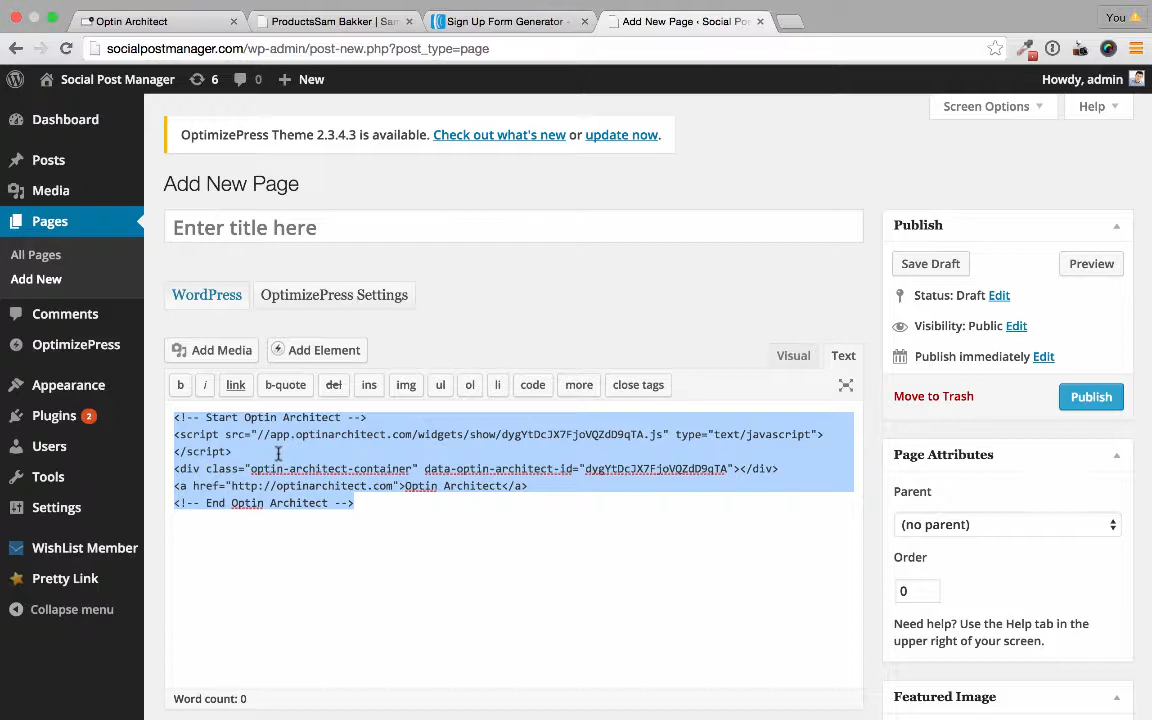 Optin Architect
ProductsSam Bakker | Sam
Sign Up Form Generator -
Add New Page ‹ Social Po
You
socialpostmanager.com/wp-admin/post-new.php?post_type=page
Social Post Manager
6
0
New
Howdy, admin
Dashboard
Posts
Media
Pages
All Pages
Add New
Comments
OptimizePress
Appearance
Plugins 2
Users
Tools
Settings
WishList Member
Pretty Link
Collapse menu
Screen Options
Help
OptimizePress Theme 2.3.4.3 is available. Check out what's new or update now.
Add New Page
Enter title here
WordPress
OptimizePress Settings
Add Media
Add Element
Visual
Text
b
i
link
b-quote
del
ins
img
ul
ol
li
code
more
close tags
<!-- Start Optin Architect -->
<script src="//app.optinarchitect.com/widgets/show/dygYtDcJX7FjoVQZdD9qTA.js" type="text/javascript">
</script>
<div class="optin-architect-container" data-optin-architect-id="dygYtDcJX7FjoVQZdD9qTA"></div>
<a href="http://optinarchitect.com">Optin Architect</a>
<!-- End Optin Architect -->
Word count: 0
Publish
Save Draft
Preview
Status: Draft Edit
Visibility: Public Edit
Publish immediately Edit
Move to Trash
Publish
Page Attributes
Parent
(no parent)
Order
0
Need help? Use the Help tab in the
upper right of your screen.
Featured Image